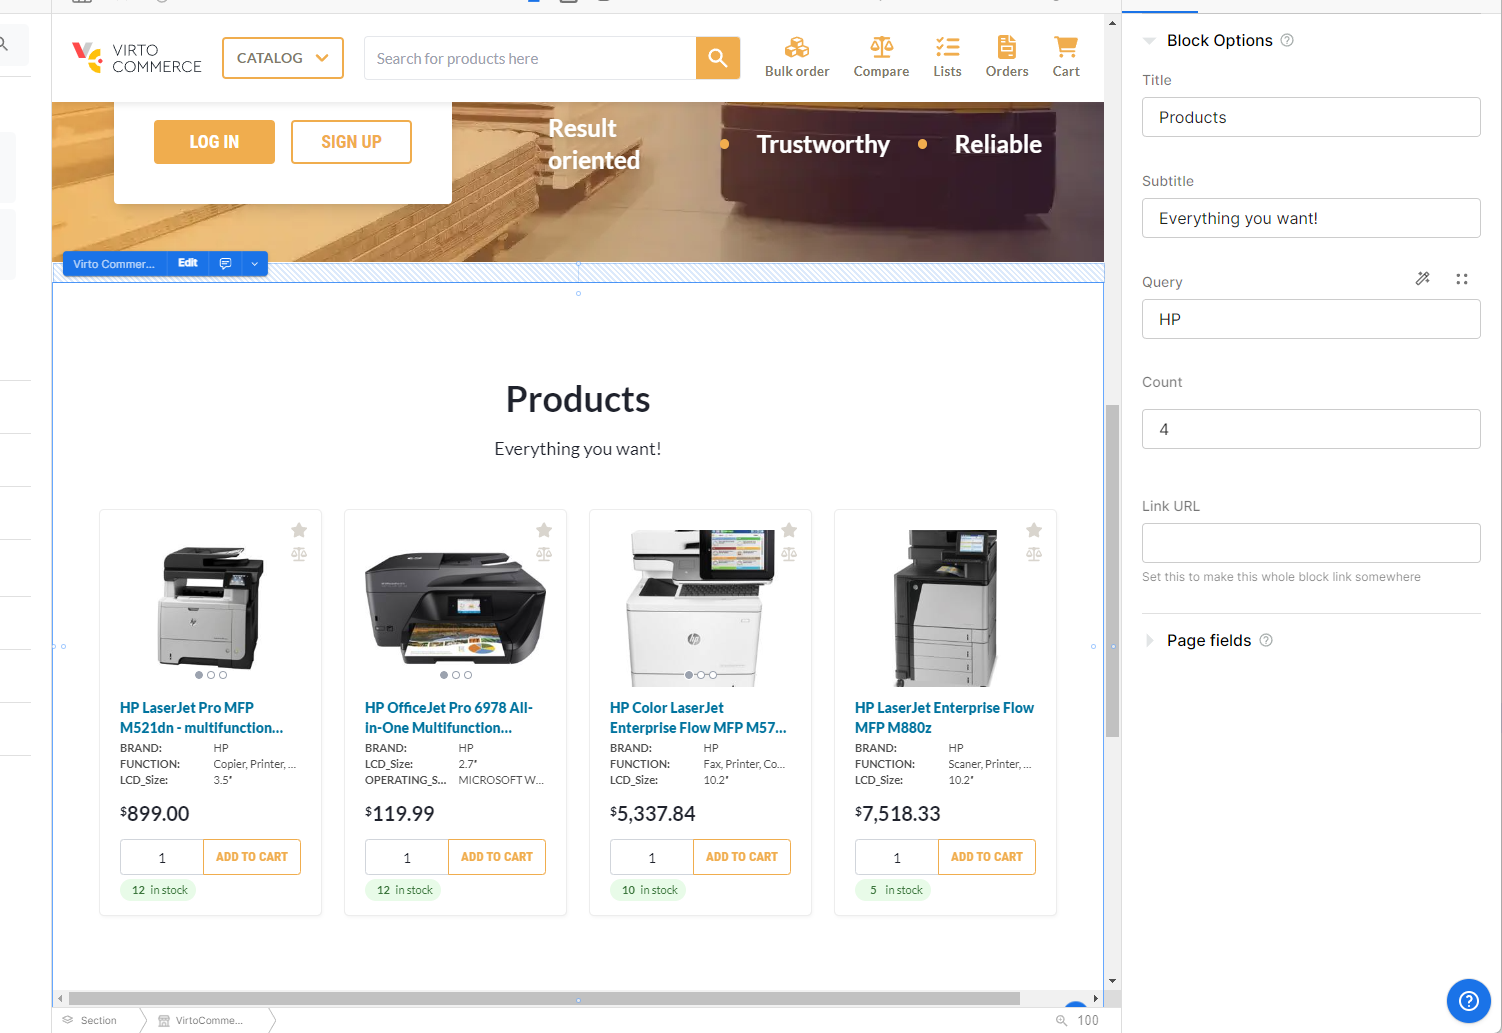 VIRTO
COMMERCE
CATALOG
Search for products here
Bulk order
Compare
Lists
Orders
Cart
LOG IN
SIGN UP
Result
oriented
Trustworthy
Reliable
Virto Commer...
Edit
Products
Everything you want!
HP LaserJet Pro MFP
M521dn - multifunction...
BRAND: HP
FUNCTION: Copier, Printer, ...
LCD_Size: 3.5"
$899.00
1
ADD TO CART
12 in stock
HP OfficeJet Pro 6978 All-
in-One Multifunction...
BRAND: HP
LCD_Size: 2.7"
OPERATING_S... MICROSOFT W...
$119.99
1
ADD TO CART
12 in stock
HP Color LaserJet
Enterprise Flow MFP M57...
BRAND: HP
FUNCTION: Fax, Printer, Co...
LCD_Size: 10.2"
$5,337.84
1
ADD TO CART
10 in stock
HP LaserJet Enterprise Flow
MFP M880z
BRAND: HP
FUNCTION: Scaner, Printer, ...
LCD_Size: 10.2"
$7,518.33
1
ADD TO CART
5 in stock
Section
VirtoComme...
100
Block Options
Title
Products
Subtitle
Everything you want!
Query
HP
Count
4
Link URL
Set this to make this whole block link somewhere
Page fields